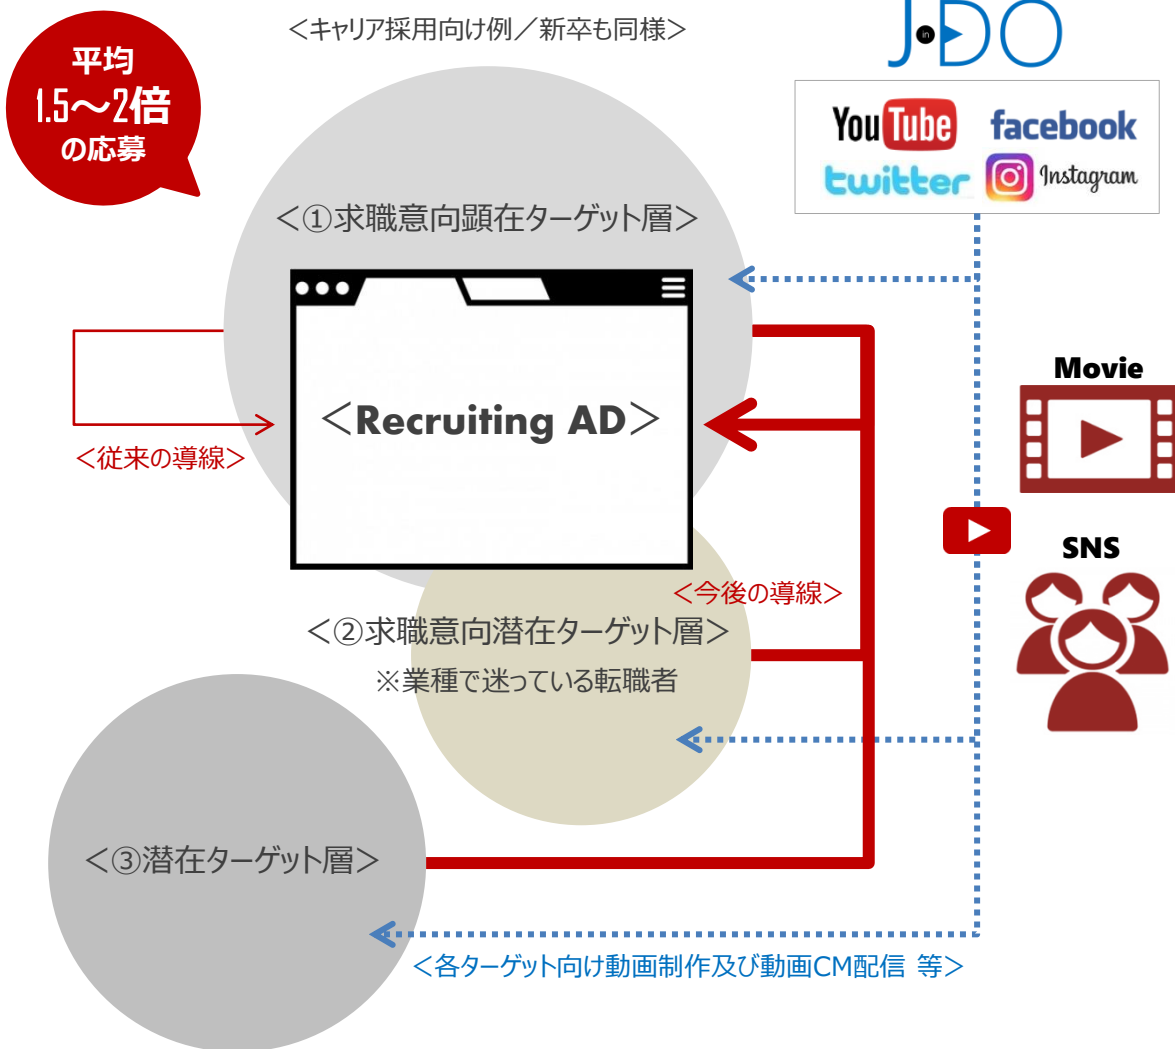 ＜キャリア採用向け例／新卒も同様＞
平均
1.5～2倍
の応募
J in DO
YouTube
facebook
twitter
Instagram
＜①求職意向顕在ターゲット層＞
＜Recruiting AD＞
＜従来の導線＞
Movie
SNS
＜今後の導線＞
＜②求職意向潜在ターゲット層＞
※業種で迷っている転職者
＜③潜在ターゲット層＞
＜各ターゲット向け動画制作及び動画CM配信 等＞